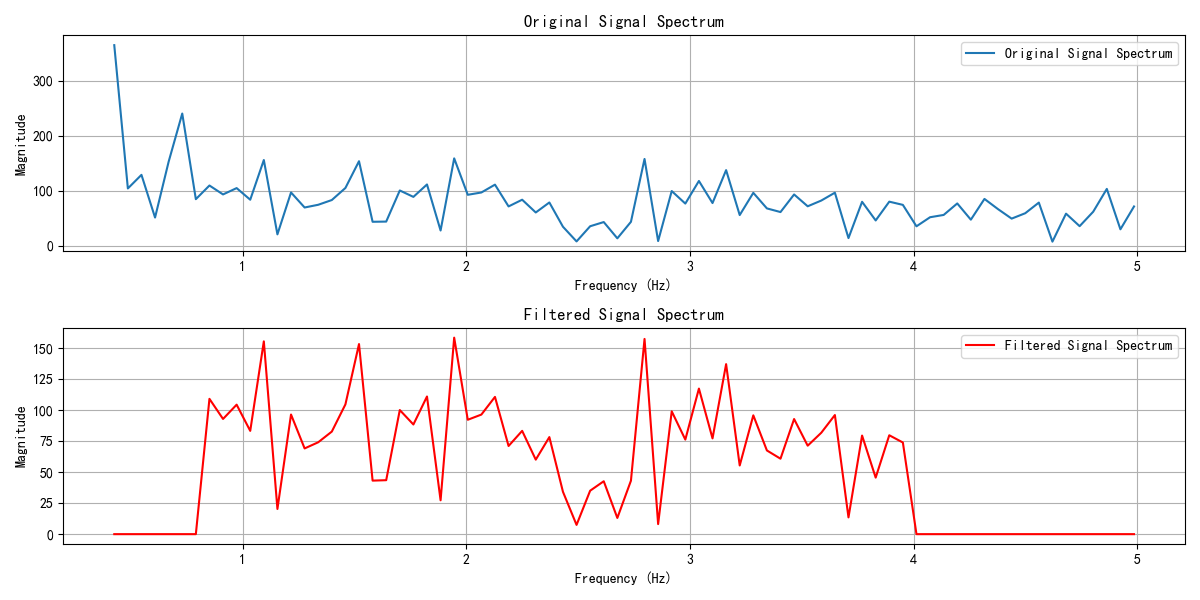 Original Signal Spectrum
Original Signal Spectrum
Magnitude
300
200
100
0
1 2 3 4 5
Frequency (Hz)
Filtered Signal Spectrum
Filtered Signal Spectrum
Magnitude
150
125
100
75
50
25
0
1 2 3 4 5
Frequency (Hz)